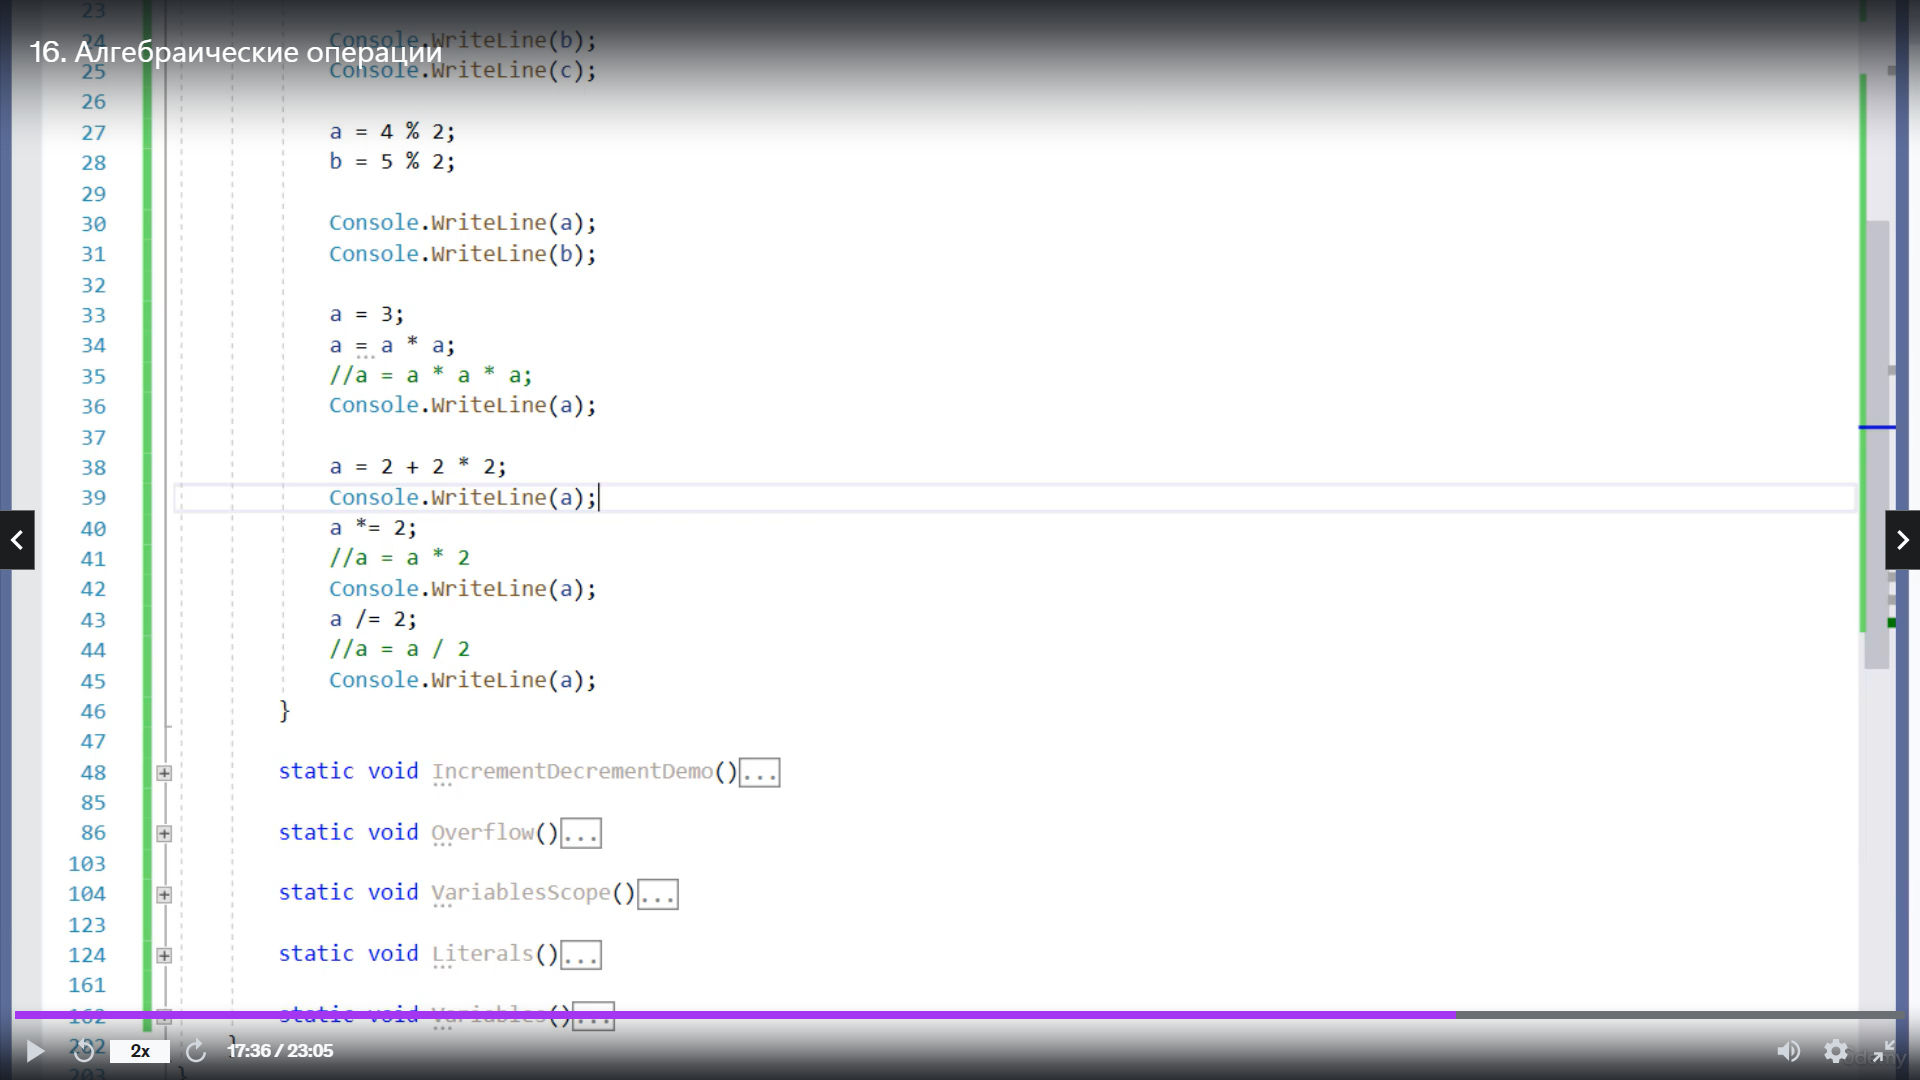 23
16. Алгебраические операции
24 Console.WriteLine(b);
25 Console.WriteLine(c);
26
27 a = 4 % 2;
28 b = 5 % 2;
29
30 Console.WriteLine(a);
31 Console.WriteLine(b);
32
33 a = 3;
34 a = a * a;
35 //a = a * a * a;
36 Console.WriteLine(a);
37
38 a = 2 + 2 * 2;
39 Console.WriteLine(a);
40 a *= 2;
41 //a = a * 2
42 Console.WriteLine(a);
43 a /= 2;
44 //a = a / 2
45 Console.WriteLine(a);
46 }
47
48 static void IncrementDecrementDemo()...
85
86 static void Overflow()...
103
104 static void VariablesScope()...
123
124 static void Literals()...
161
162 static void Variables()...
202 }
2x
17:36 / 23:05
udemy
203 }